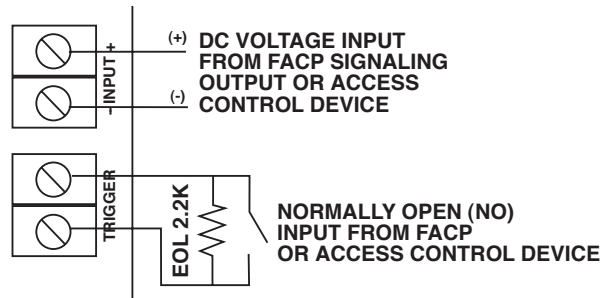 (+) DC VOLTAGE INPUT
FROM FACP SIGNALING
OUTPUT OR ACCESS
(-) CONTROL DEVICE
– INPUT +
TRIGGER
EOL 2.2K
NORMALLY OPEN (NO)
INPUT FROM FACP
OR ACCESS CONTROL DEVICE